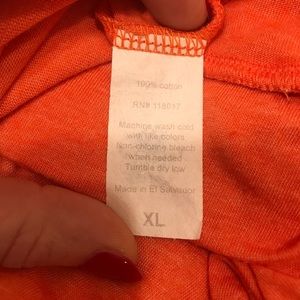 100% cotton
RN# 118017
Machine wash cold
with like colors
Non-chlorine bleach
when needed
Tumble dry low
Made in El Salvador
XL